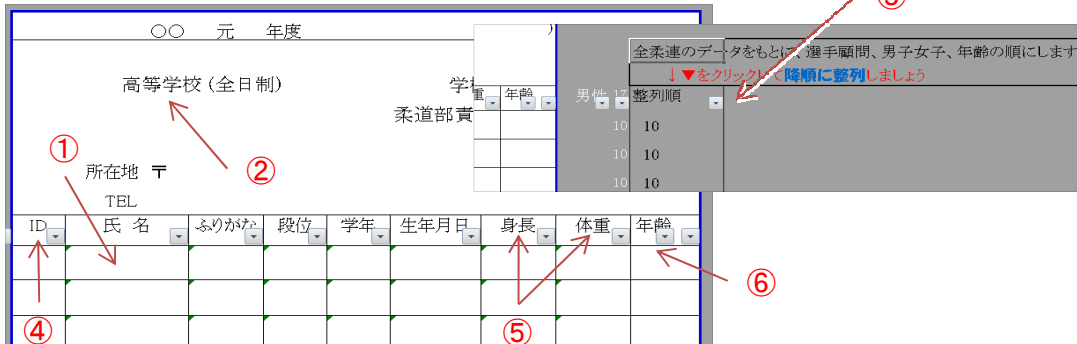 ○○ 元 年度
高等学校(全日制)
学
柔道部責
①
②
所在地 〒
TEL
ID 氏 名 ふりがな 段位 学年 生年月日 身長 体重 年齢
④
⑤
⑥
重 年齢
全柔連のデータをもとに、選手顧問、男子女子、年齢の順にします
↓▼をクリックして降順に整列しましょう
男性 17 整列順
10 10
10 10
10 10